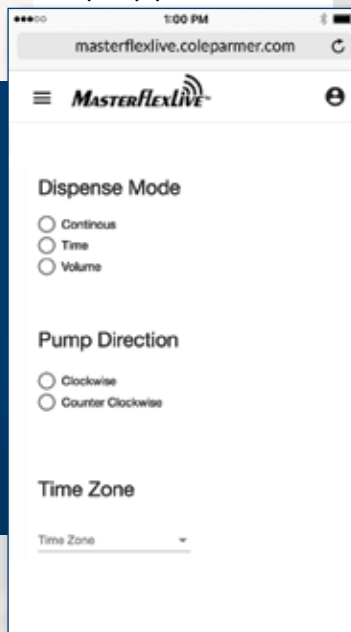 1:00 PM
masterflexlive.coleparmer.com
MASTERFLEXLIVE™
Dispense Mode
Continous
Time
Volume
Pump Direction
Clockwise
Counter Clockwise
Time Zone
Time Zone